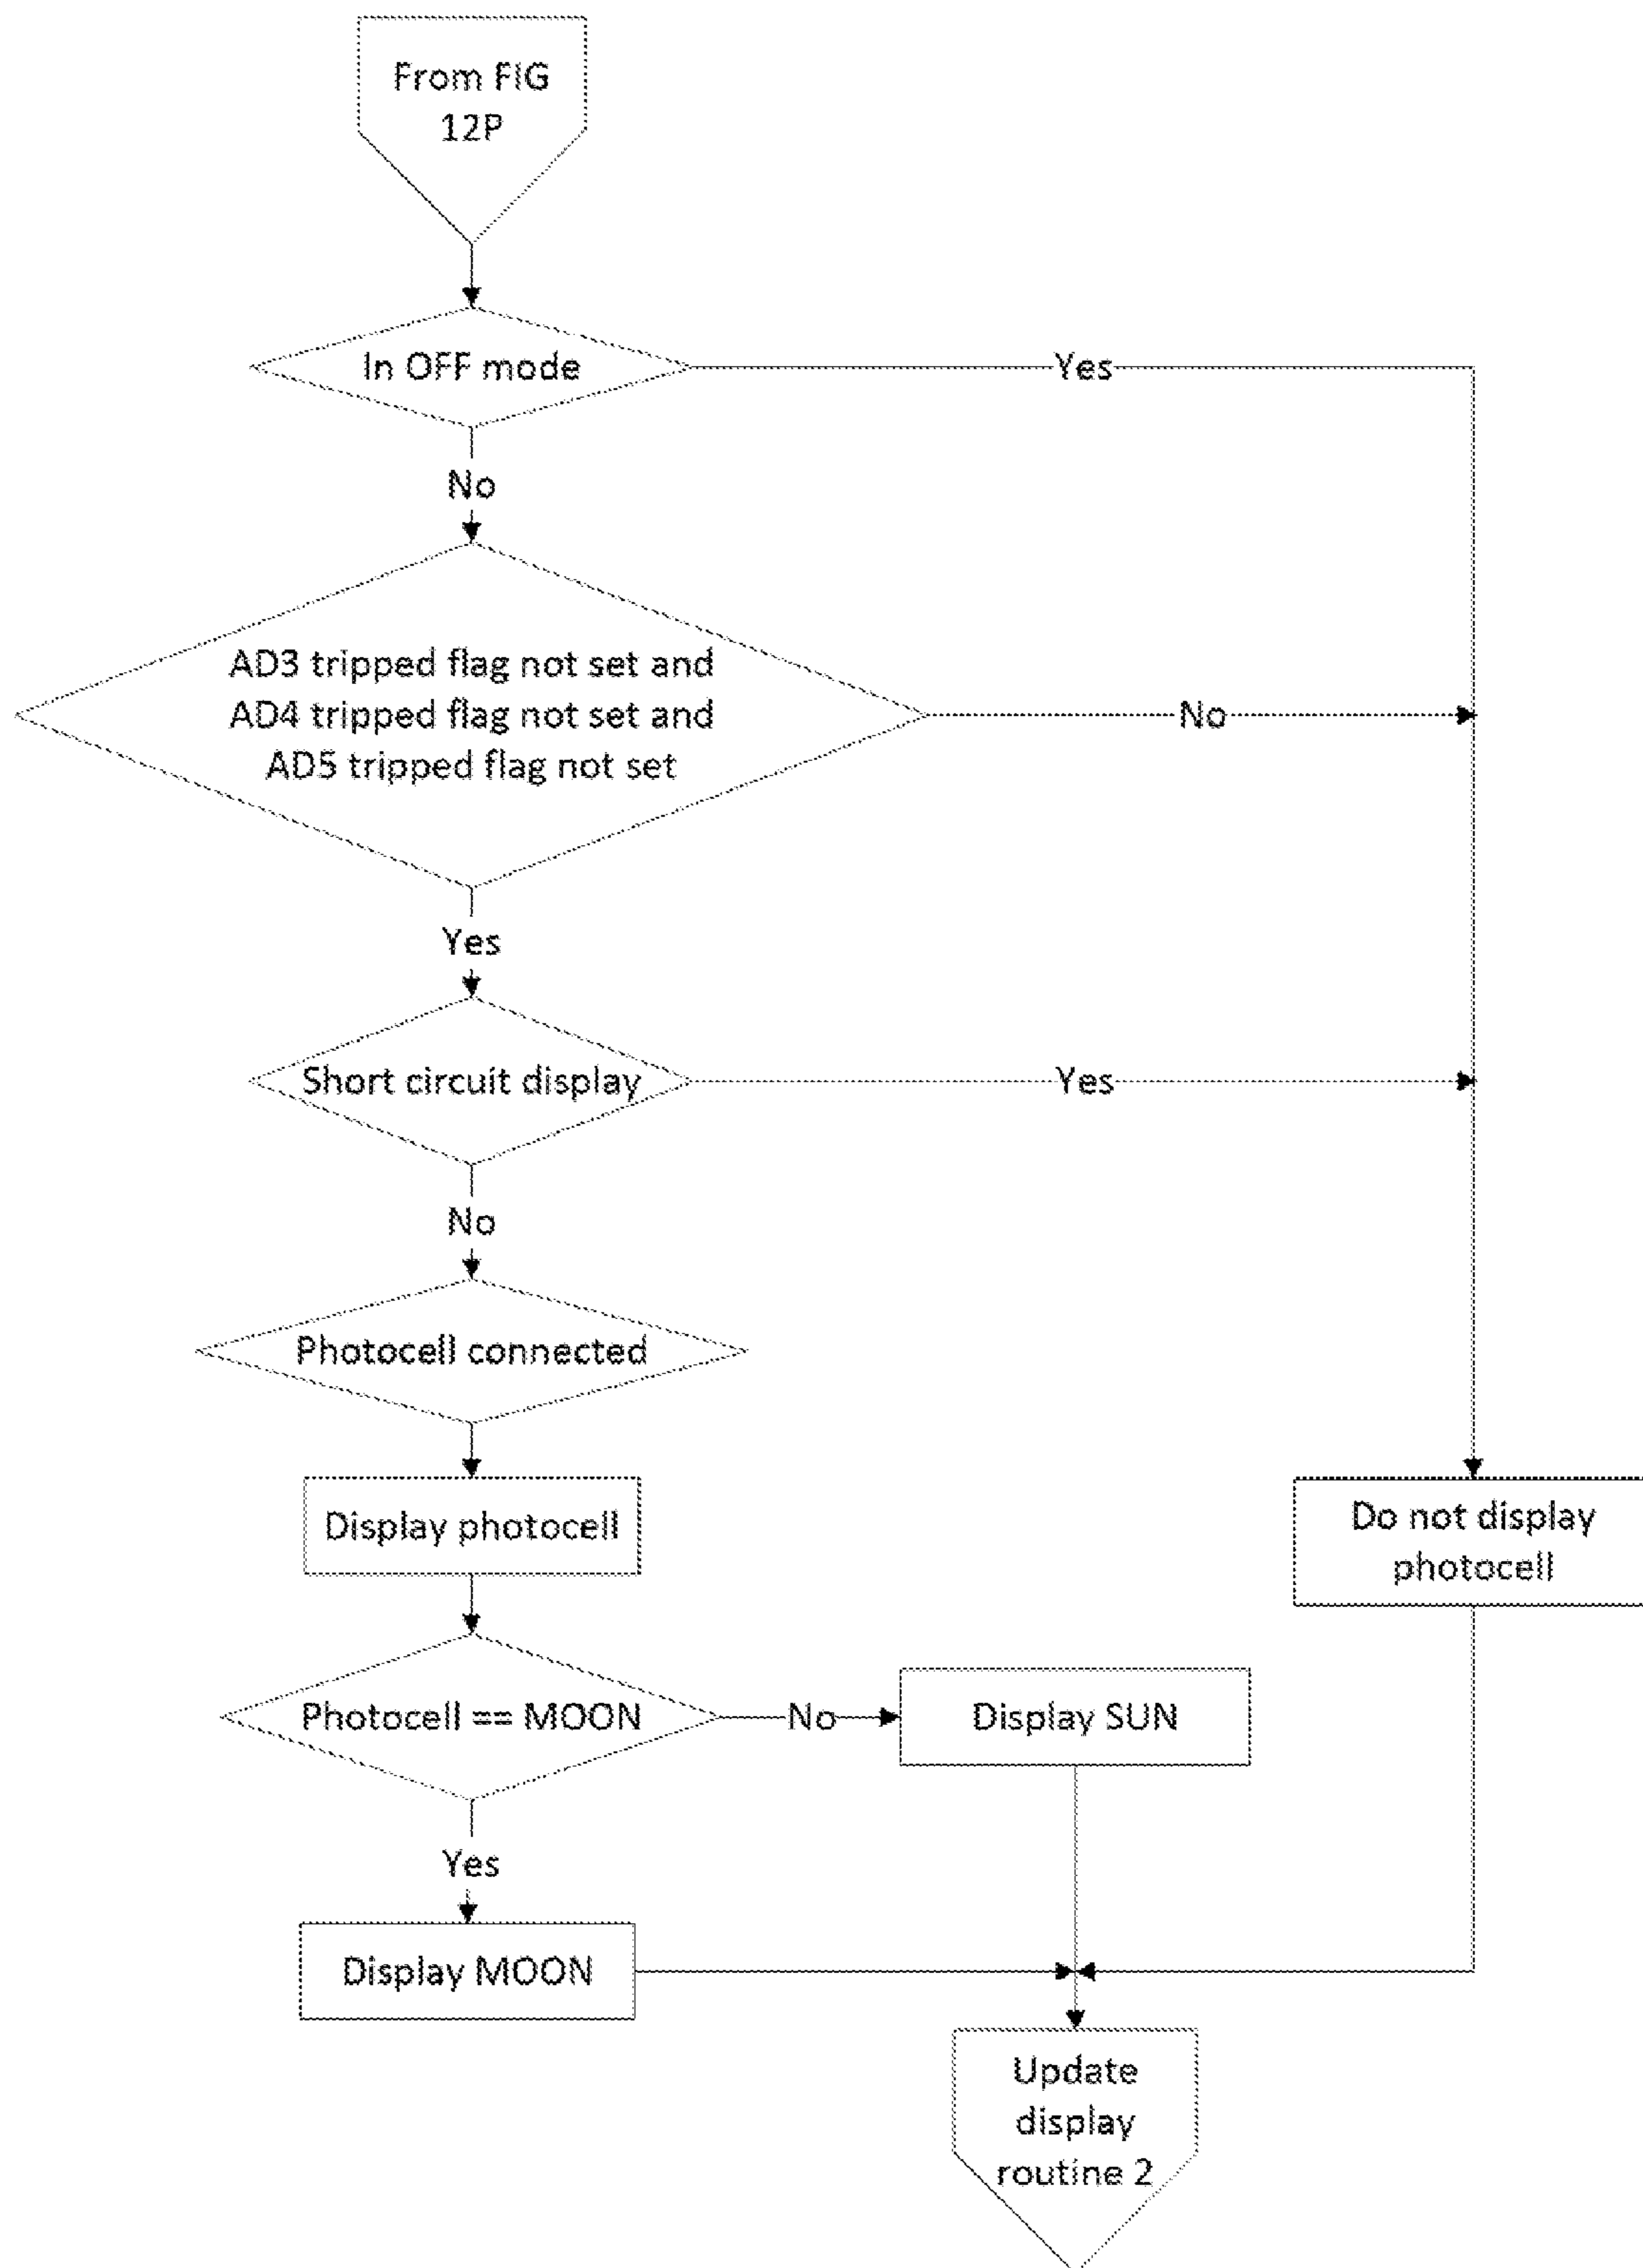 From FIG
12P
In OFF mode
Yes
No
AD3 tripped flag not set and
AD4 tripped flag not set and
AD5 tripped flag not set
No
Yes
Short circuit display
Yes
No
Photocell connected
Display photocell
Do not display
photocell
Photocell == MOON
No
Display SUN
Yes
Display MOON
Update
display
routine 2